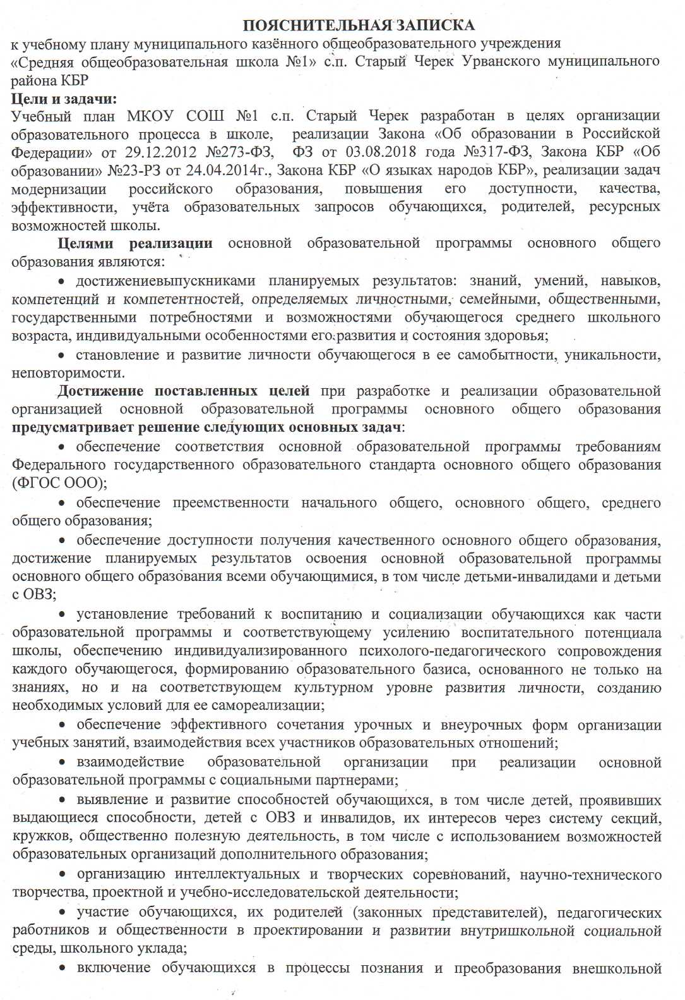 ПОЯСНИТЕЛЬНАЯ ЗАПИСКА
к учебному плану муниципального казённого общеобразовательного учреждения
«Средняя общеобразовательная школа №1» с.п. Старый Черек Урванского муниципального
района КБР
Цели и задачи:
Учебный план МКОУ СОШ №1 с.п. Старый Черек разработан в целях организации
образовательного процесса в школе, реализации Закона «Об образовании в Российской
Федерации» от 29.12.2012 №273-ФЗ, ФЗ от 03.08.2018 года №317-ФЗ, Закона КБР «Об
образовании» №23-РЗ от 24.04.2014г., Закона КБР «О языках народов КБР», реализации задач
модернизации российского образования, повышения его доступности, качества,
эффективности, учёта образовательных запросов обучающихся, родителей, ресурсных
возможностей школы.
Целями реализации основной образовательной программы основного общего
образования являются:
• достижениевыпускниками планируемых результатов: знаний, умений, навыков,
компетенций и компетентностей, определяемых личностными, семейными, общественными,
государственными потребностями и возможностями обучающегося среднего школьного
возраста, индивидуальными особенностями его развития и состояния здоровья;
• становление и развитие личности обучающегося в ее самобытности, уникальности,
неповторимости.
Достижение поставленных целей при разработке и реализации образовательной
организацией основной образовательной программы основного общего образования
предусматривает решение следующих основных задач:
• обеспечение соответствия основной образовательной программы требованиям
Федерального государственного образовательного стандарта основного общего образования
(ФГОС ООО);
• обеспечение преемственности начального общего, основного общего, среднего
общего образования;
• обеспечение доступности получения качественного основного общего образования,
достижение планируемых результатов освоения основной образовательной программы
основного общего образования всеми обучающимися, в том числе детьми-инвалидами и детьми
с ОВЗ;
• установление требований к воспитанию и социализации обучающихся как части
образовательной программы и соответствующему усилению воспитательного потенциала
школы, обеспечению индивидуализированного психолого-педагогического сопровождения
каждого обучающегося, формированию образовательного базиса, основанного не только на
знаниях, но и на соответствующем культурном уровне развития личности, созданию
необходимых условий для ее самореализации;
• обеспечение эффективного сочетания урочных и внеурочных форм организации
учебных занятий, взаимодействия всех участников образовательных отношений;
• взаимодействие образовательной организации при реализации основной
образовательной программы с социальными партнерами;
• выявление и развитие способностей обучающихся, в том числе детей, проявивших
выдающиеся способности, детей с ОВЗ и инвалидов, их интересов через систему секций,
кружков, общественно полезную деятельность, в том числе с использованием возможностей
образовательных организаций дополнительного образования;
• организацию интеллектуальных и творческих соревнований, научно-технического
творчества, проектной и учебно-исследовательской деятельности;
• участие обучающихся, их родителей (законных представителей), педагогических
работников и общественности в проектировании и развитии внутришкольной социальной
среды, школьного уклада;
• включение обучающихся в процессы познания и преобразования внешкольной